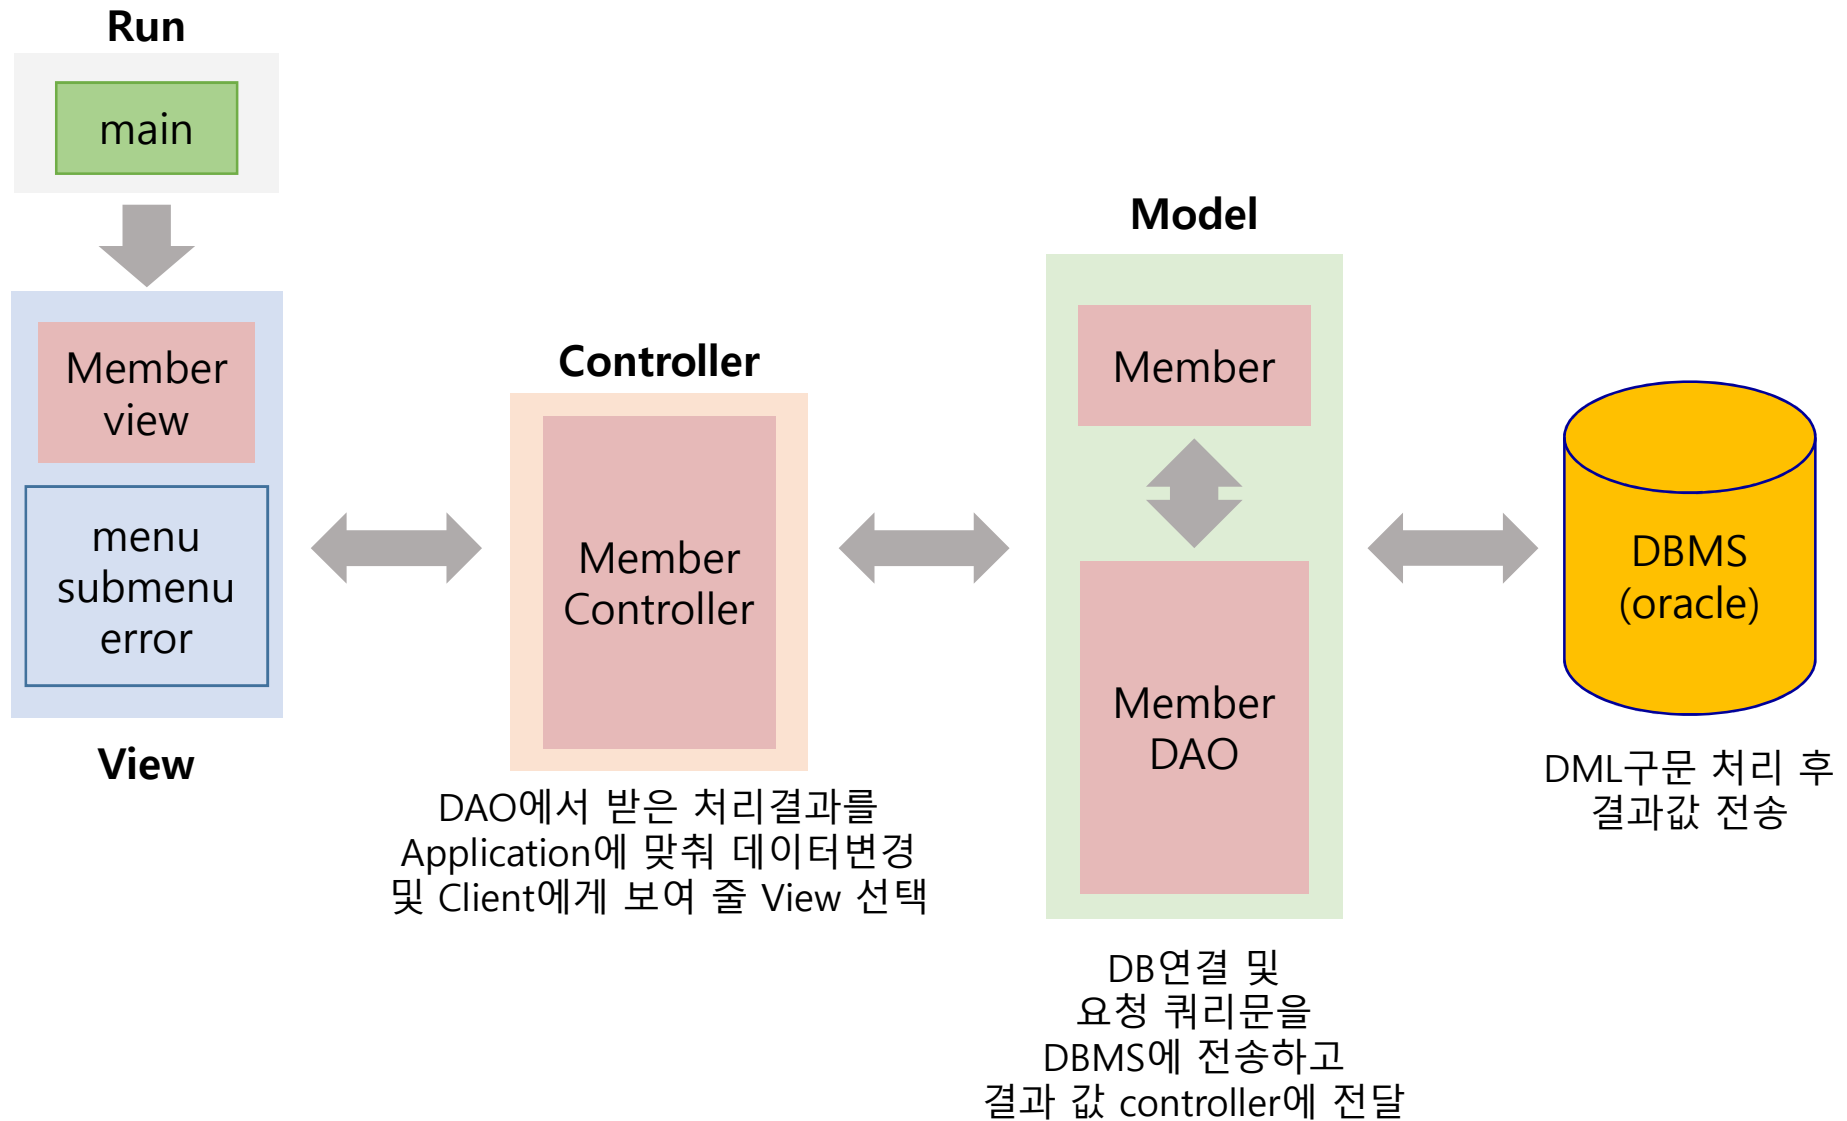 Run
main
Member
view
menu
submenu
error
View
Controller
Member
Controller
DAO에서 받은 처리결과를
Application에 맞춰 데이터변경
및 Client에게 보여 줄 View 선택
Model
Member
Member
DAO
DB연결 및
요청 쿼리문을
DBMS에 전송하고
결과 값 controller에 전달
DBMS
(oracle)
DML구문 처리 후
결과값 전송